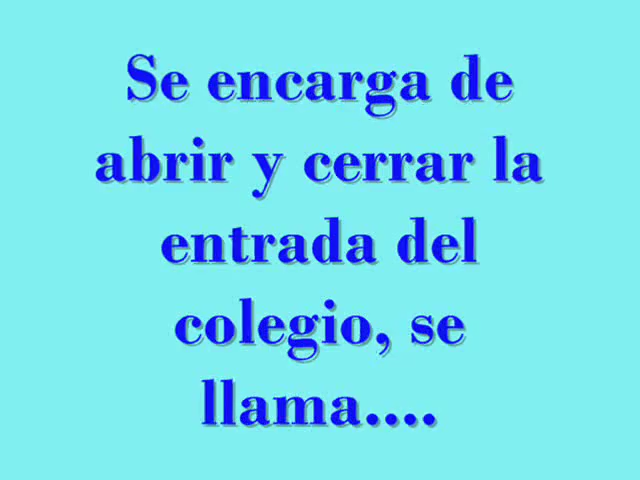 Se encarga de
abrir y cerrar la
entrada del
colegio, se
llama....